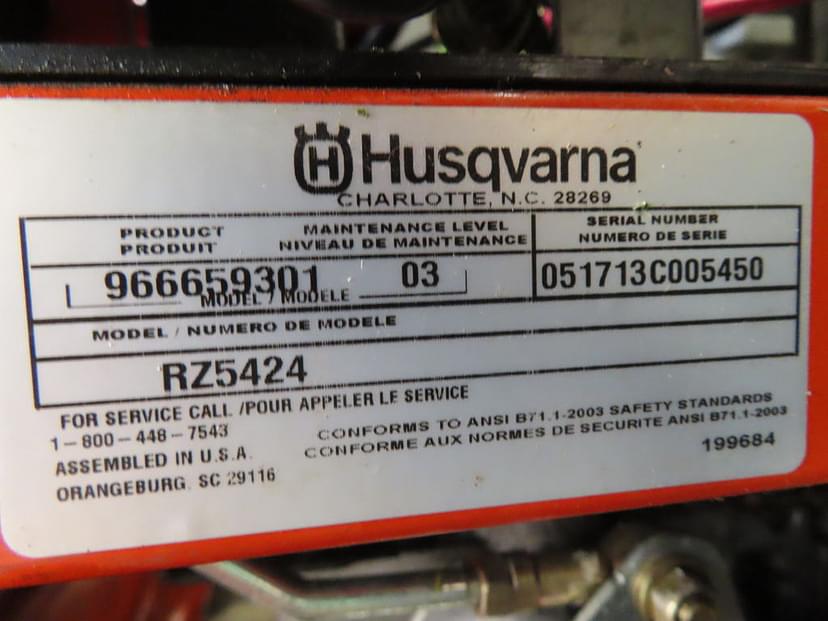 H Husqvarna
CHARLOTTE, N.C. 28269
PRODUCT
PRODUIT
MAINTENANCE LEVEL
NIVEAU DE MAINTENANCE
SERIAL NUMBER
NUMERO DE SERIE
966659301 03 051713C005450
MODEL / MODELE
MODEL / NUMERO DE MODELE
RZ5424
FOR SERVICE CALL /POUR APPELER LE SERVICE
1-800-448-7543
ASSEMBLED IN U.S.A.
ORANGEBURG, SC 29116
CONFORMS TO ANSI B71.1-2003 SAFETY STANDARDS
CONFORME AUX NORMES DE SECURITE ANSI B71.1-2003
199684